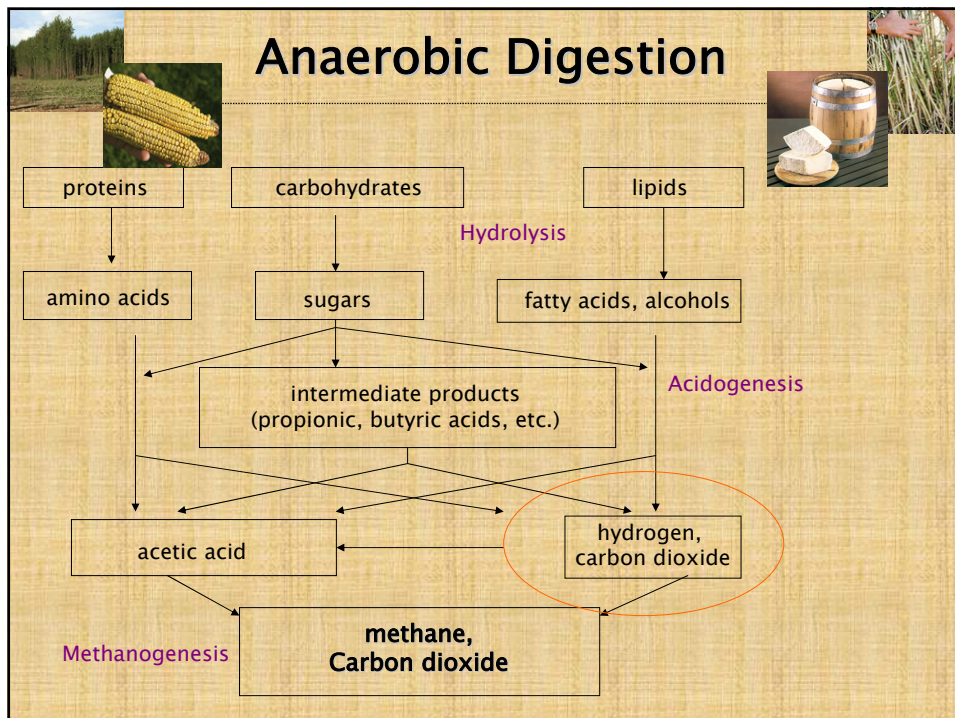 Anaerobic Digestion
proteins
carbohydrates
lipids
Hydrolysis
amino acids
sugars
fatty acids, alcohols
Acidogenesis
intermediate products
(propionic, butyric acids, etc.)
hydrogen,
carbon dioxide
acetic acid
methane,
Carbon dioxide
Methanogenesis